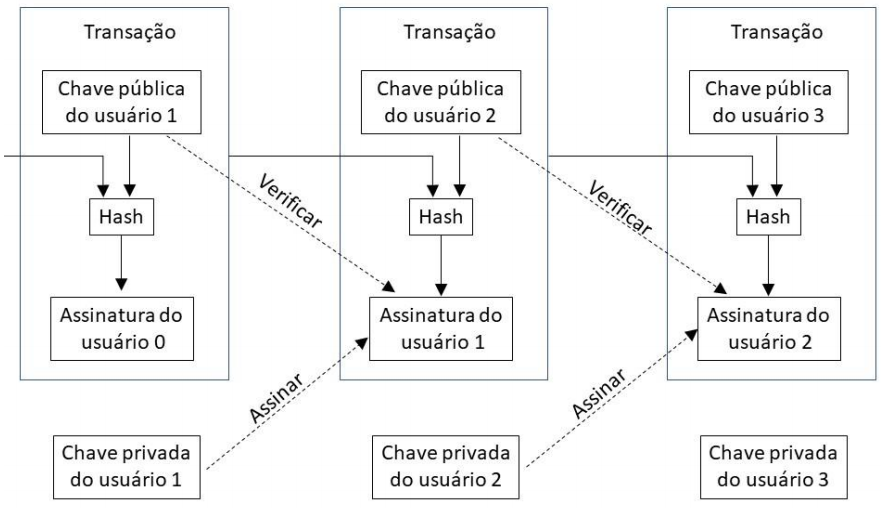 Transação
Chave pública
do usuário 1
Hash
Assinatura do
usuário 0
Transação
Chave pública
do usuário 2
Hash
Assinatura do
usuário 1
Transação
Chave pública
do usuário 3
Hash
Assinatura do
usuário 2
Verificar
Verificar
Assinar
Assinar
Chave privada
do usuário 1
Chave privada
do usuário 2
Chave privada
do usuário 3